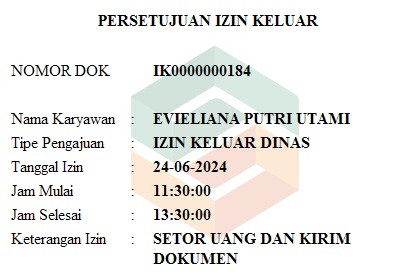 PERSETUJUAN IZIN KELUAR
NOMOR DOK IK0000000184
Nama Karyawan : EVIELIANA PUTRI UTAMI
Tipe Pengajuan : IZIN KELUAR DINAS
Tanggal Izin : 24-06-2024
Jam Mulai : 11:30:00
Jam Selesai : 13:30:00
Keterangan Izin : SETOR UANG DAN KIRIM
DOKUMEN